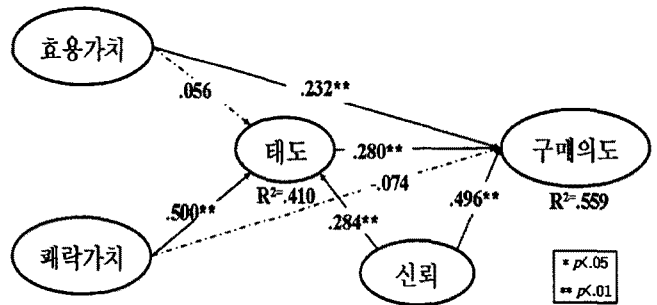 효용가치
.056
.232**
태도
.280**
구매의도
R²=.410
-.074
R²=.559
.500**
.284**
.496**
쾌락가치
신뢰
* p<.05
** p<.01